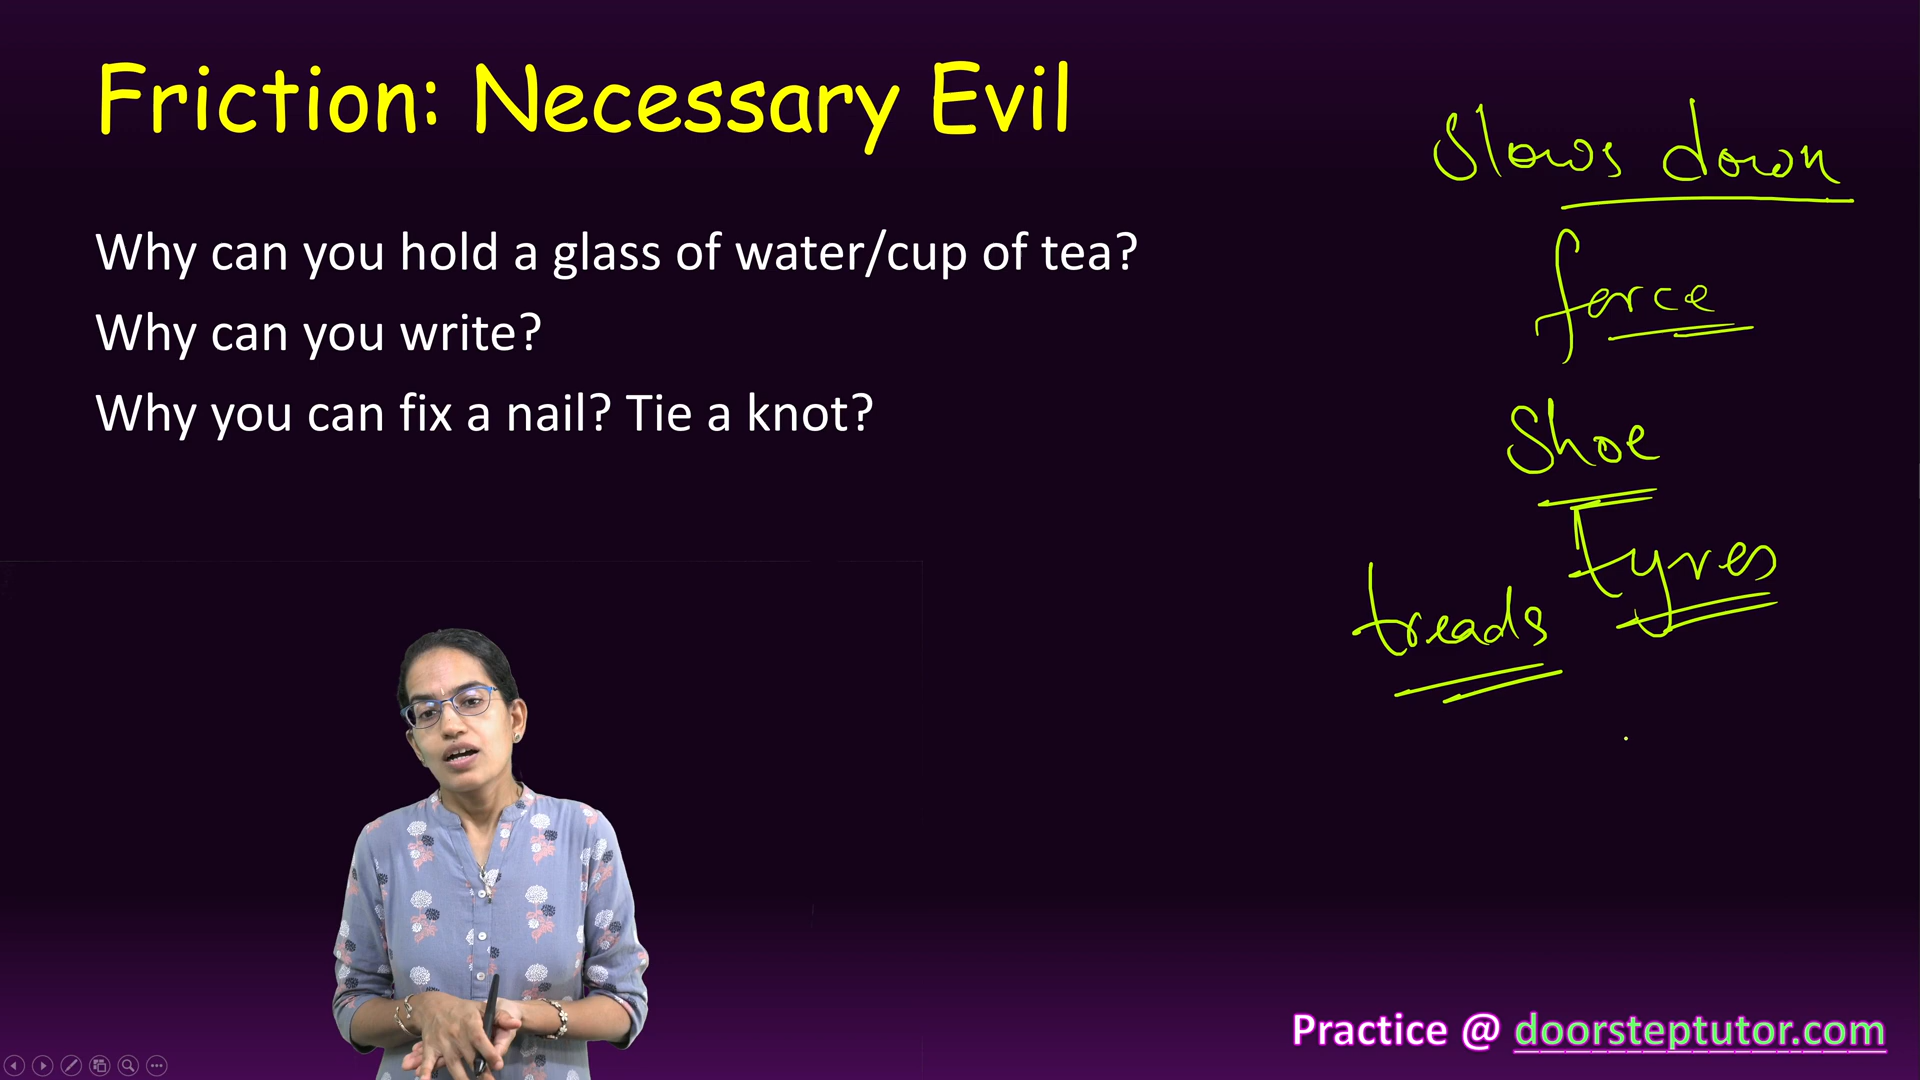 Friction: Necessary Evil
Why can you hold a glass of water/cup of tea?
Why can you write?
Why you can fix a nail? Tie a knot?
Slows down
force
Shoe
Tyres
treads
Practice @ doorsteptutor.com